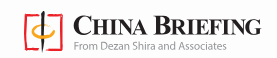 China Briefing
From Dezan Shira and Associates